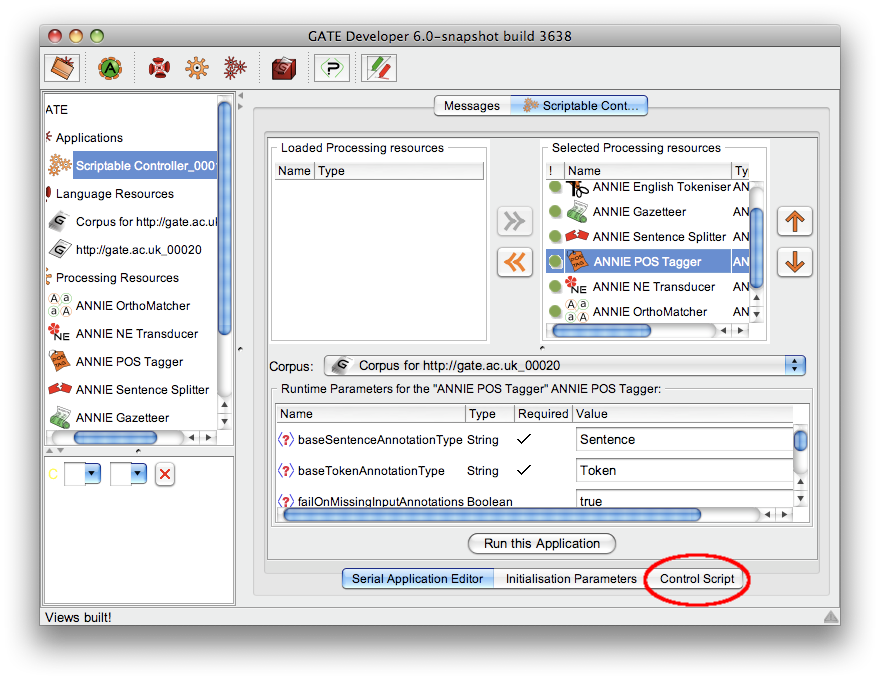 GATE Developer 6.0-snapshot build 3638
Messages
Scriptable Cont...
ATE
Applications
Scriptable Controller_000
Language Resources
Corpus for http://gate.ac.uk
http://gate.ac.uk_00020
Processing Resources
ANNIE OrthoMatcher
ANNIE NE Transducer
ANNIE POS Tagger
ANNIE Sentence Splitter
ANNIE Gazetteer
Loaded Processing resources
Name Type
Selected Processing resources
! Name Ty
ANNIE English Tokeniser AN
ANNIE Gazetteer AN
ANNIE Sentence Splitter AN
ANNIE POS Tagger AN
ANNIE NE Transducer AN
ANNIE OrthoMatcher AN
Corpus: Corpus for http://gate.ac.uk_00020
Runtime Parameters for the "ANNIE POS Tagger" ANNIE POS Tagger:
Name Type Required Value
baseSentenceAnnotationType String Sentence
baseTokenAnnotationType String Token
failOnMissingInputAnnotations Boolean true
C
Run this Application
Serial Application Editor Initialisation Parameters Control Script
Views built!